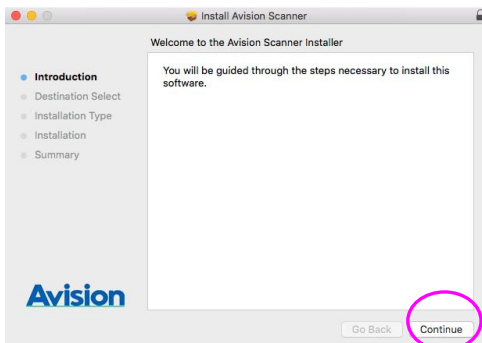 Install Avision Scanner
Welcome to the Avision Scanner Installer
Introduction
Destination Select
Installation Type
Installation
Summary
You will be guided through the steps necessary to install this
software.
Avision
Go Back
Continue